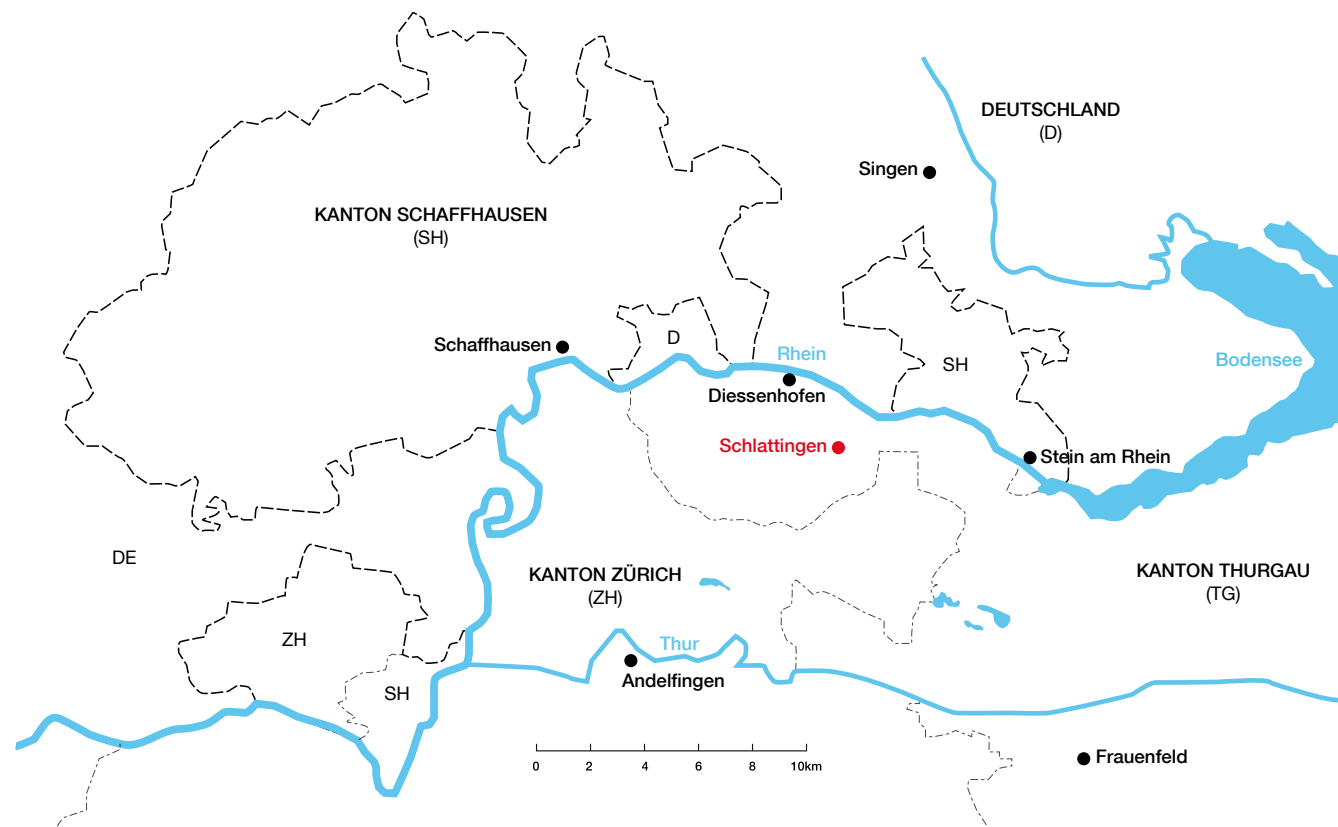 DEUTSCHLAND
(D)
Singen
KANTON SCHAFFHAUSEN
(SH)
Schaffhausen
D
Rhein
SH
Bodensee
Diessenhofen
Schlattingen
Stein am Rhein
DE
KANTON ZÜRICH
(ZH)
KANTON THURGAU
(TG)
ZH
Thur
SH
Andelfingen
0 2 4 6 8 10km
Frauenfeld